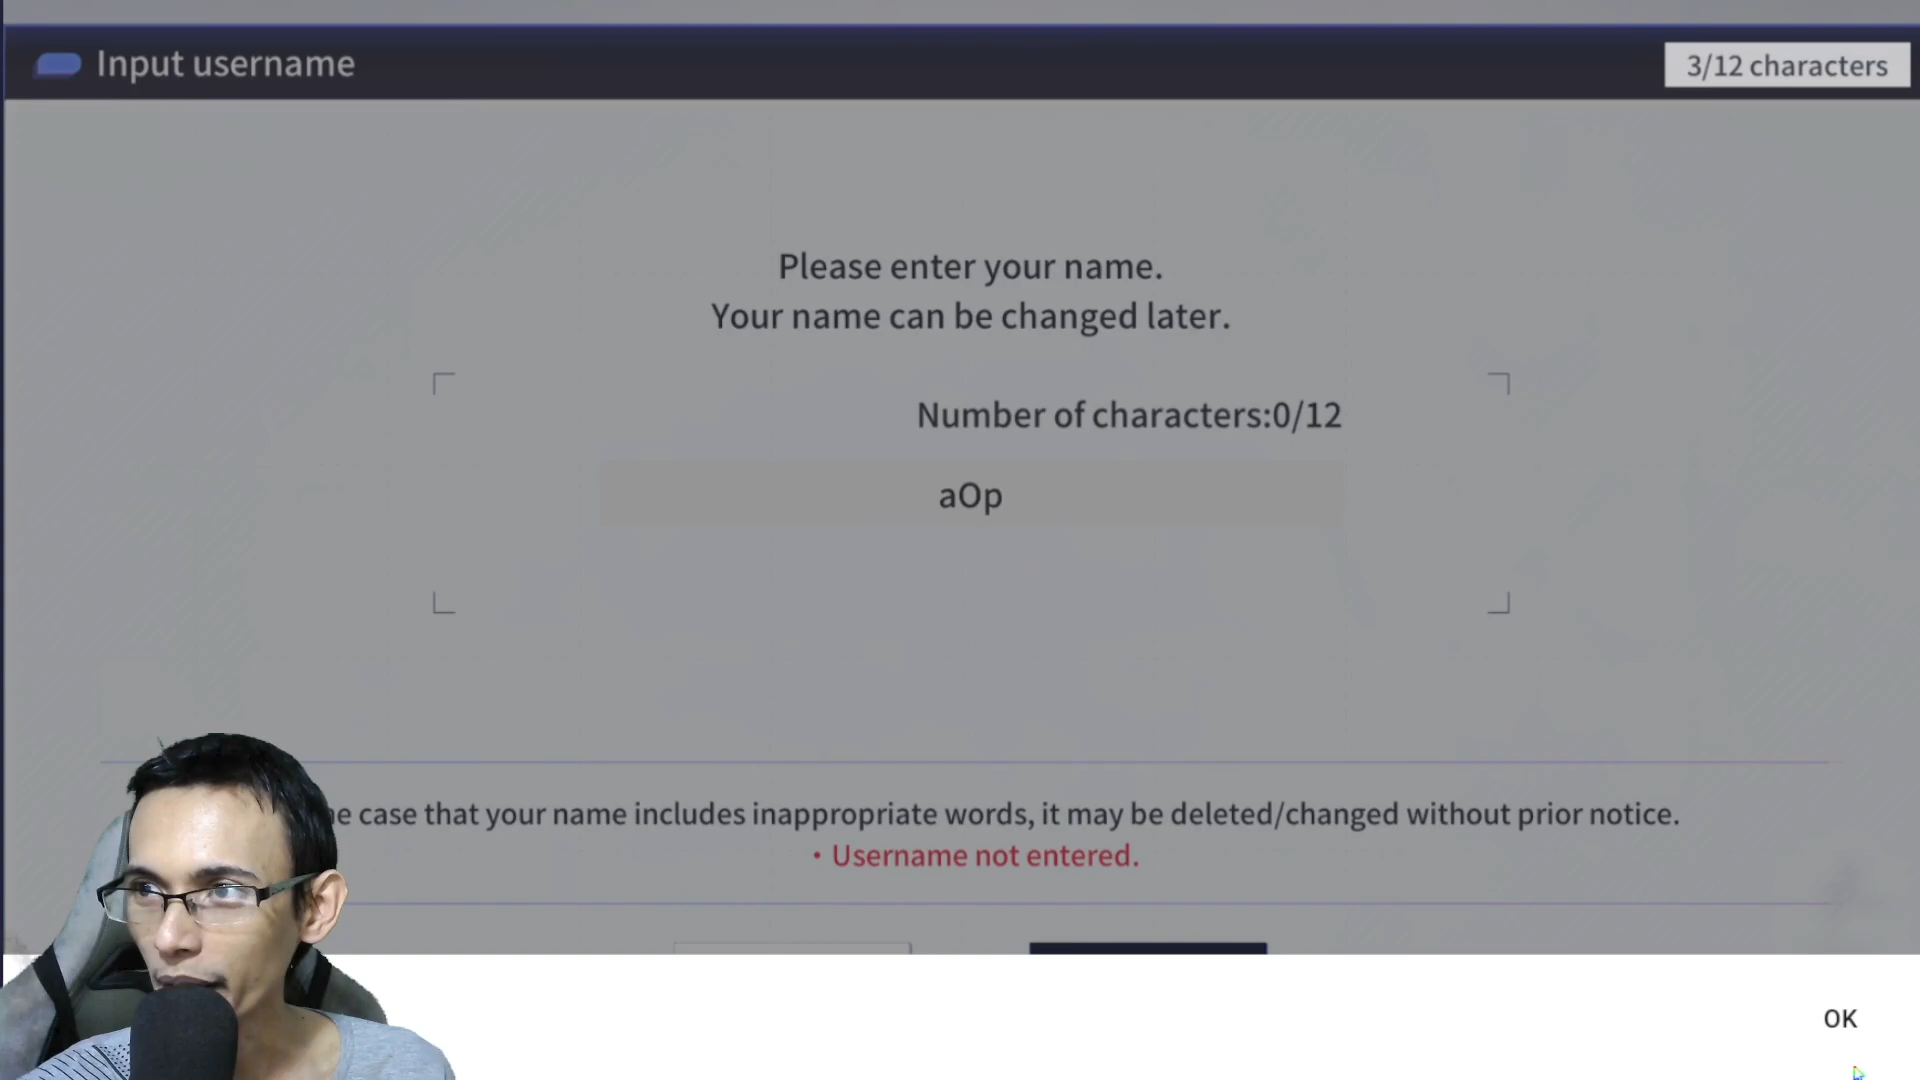 Input username
3/12 characters
Please enter your name.
Your name can be changed later.
Number of characters:0/12
aOp
case that your name includes inappropriate words, it may be deleted/changed without prior notice.
• Username not entered.
OK